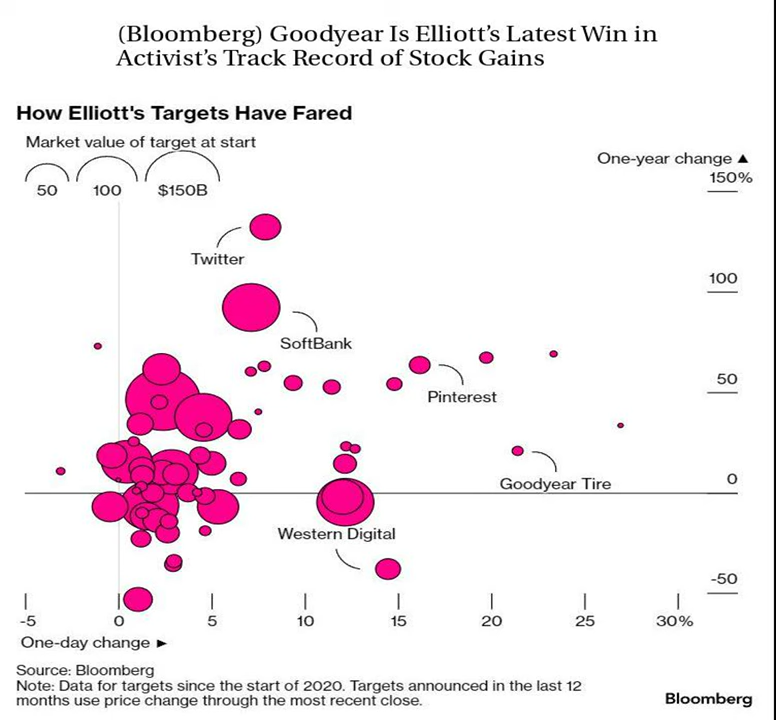 (Bloomberg) Goodyear Is Elliott’s Latest Win in
Activist’s Track Record of Stock Gains
How Elliott's Targets Have Fared
Market value of target at start
50 100 $150B
One-year change ▲
150%
Twitter
100
SoftBank
50
Pinterest
0
Goodyear Tire
Western Digital
-50
-5 0 5 10 15 20 25 30%
One-day change ►
Source: Bloomberg
Note: Data for targets since the start of 2020. Targets announced in the last 12
months use price change through the most recent close.
Bloomberg